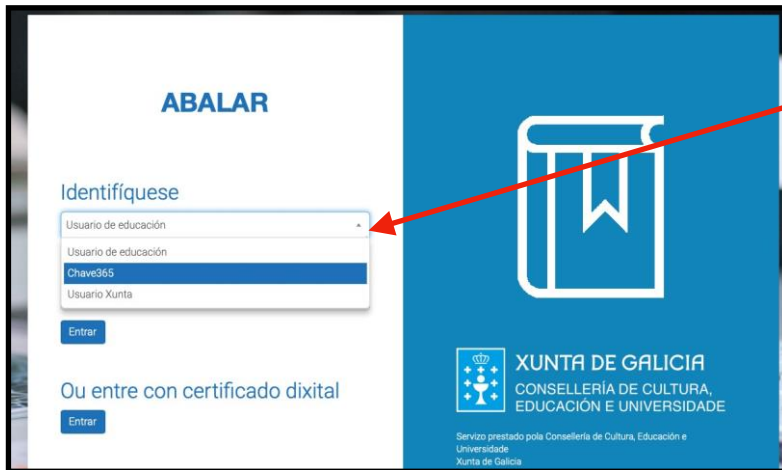 ABALAR
Identifíquese
Usuario de educación
Usuario de educación
Chave365
Usuario Xunta
Entrar
Ou entre con certificado dixital
Entrar
XUNTA DE GALICIA
CONSELLERÍA DE CULTURA,
EDUCACIÓN E UNIVERSIDADE
Servizo prestado pola Consellería de Cultura, Educación e
Universidade
Xunta de Galicia